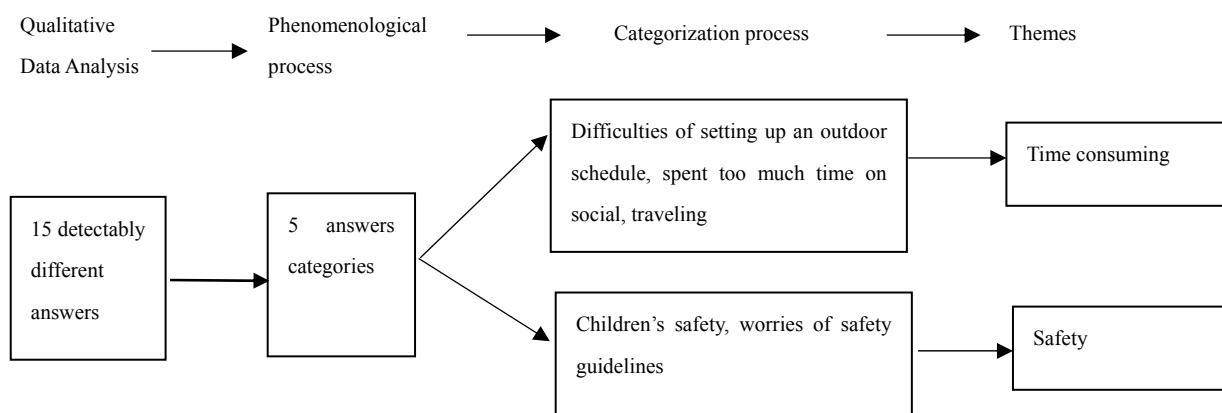 Qualitative
Data Analysis
Phenomenological
process
Categorization process
Themes
15 detectably
different
answers
5 answers
categories
Difficulties of setting up an outdoor
schedule, spent too much time on
social, traveling
Time consuming
Children’s safety, worries of safety
guidelines
Safety